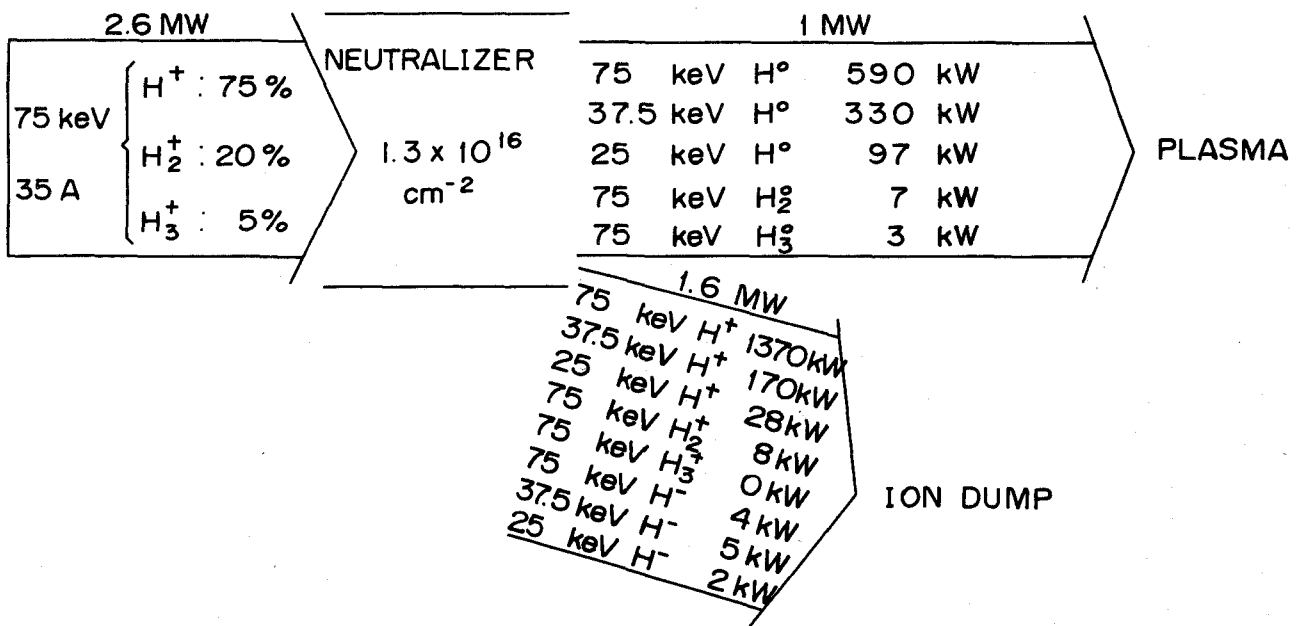 2.6 MW
75 keV
35 A
H⁺ : 75%
H₂⁺ : 20%
H₃⁺ : 5%
NEUTRALIZER
1.3 x 10¹⁶
cm⁻²
1 MW
75 keV H° 590 kW
37.5 keV H° 330 kW
25 keV H° 97 kW
75 keV H₂° 7 kW
75 keV H₃° 3 kW
PLASMA
1.6 MW
75 keV H⁺ 1370kW
37.5 keV H⁺ 170kW
25 keV H⁺ 28kW
75 keV H₂⁺ 8kW
75 keV H₃⁺ 0kW
75 keV H⁻ 4kW
37.5 keV H⁻ 5kW
25 keV H⁻ 2kW
ION DUMP